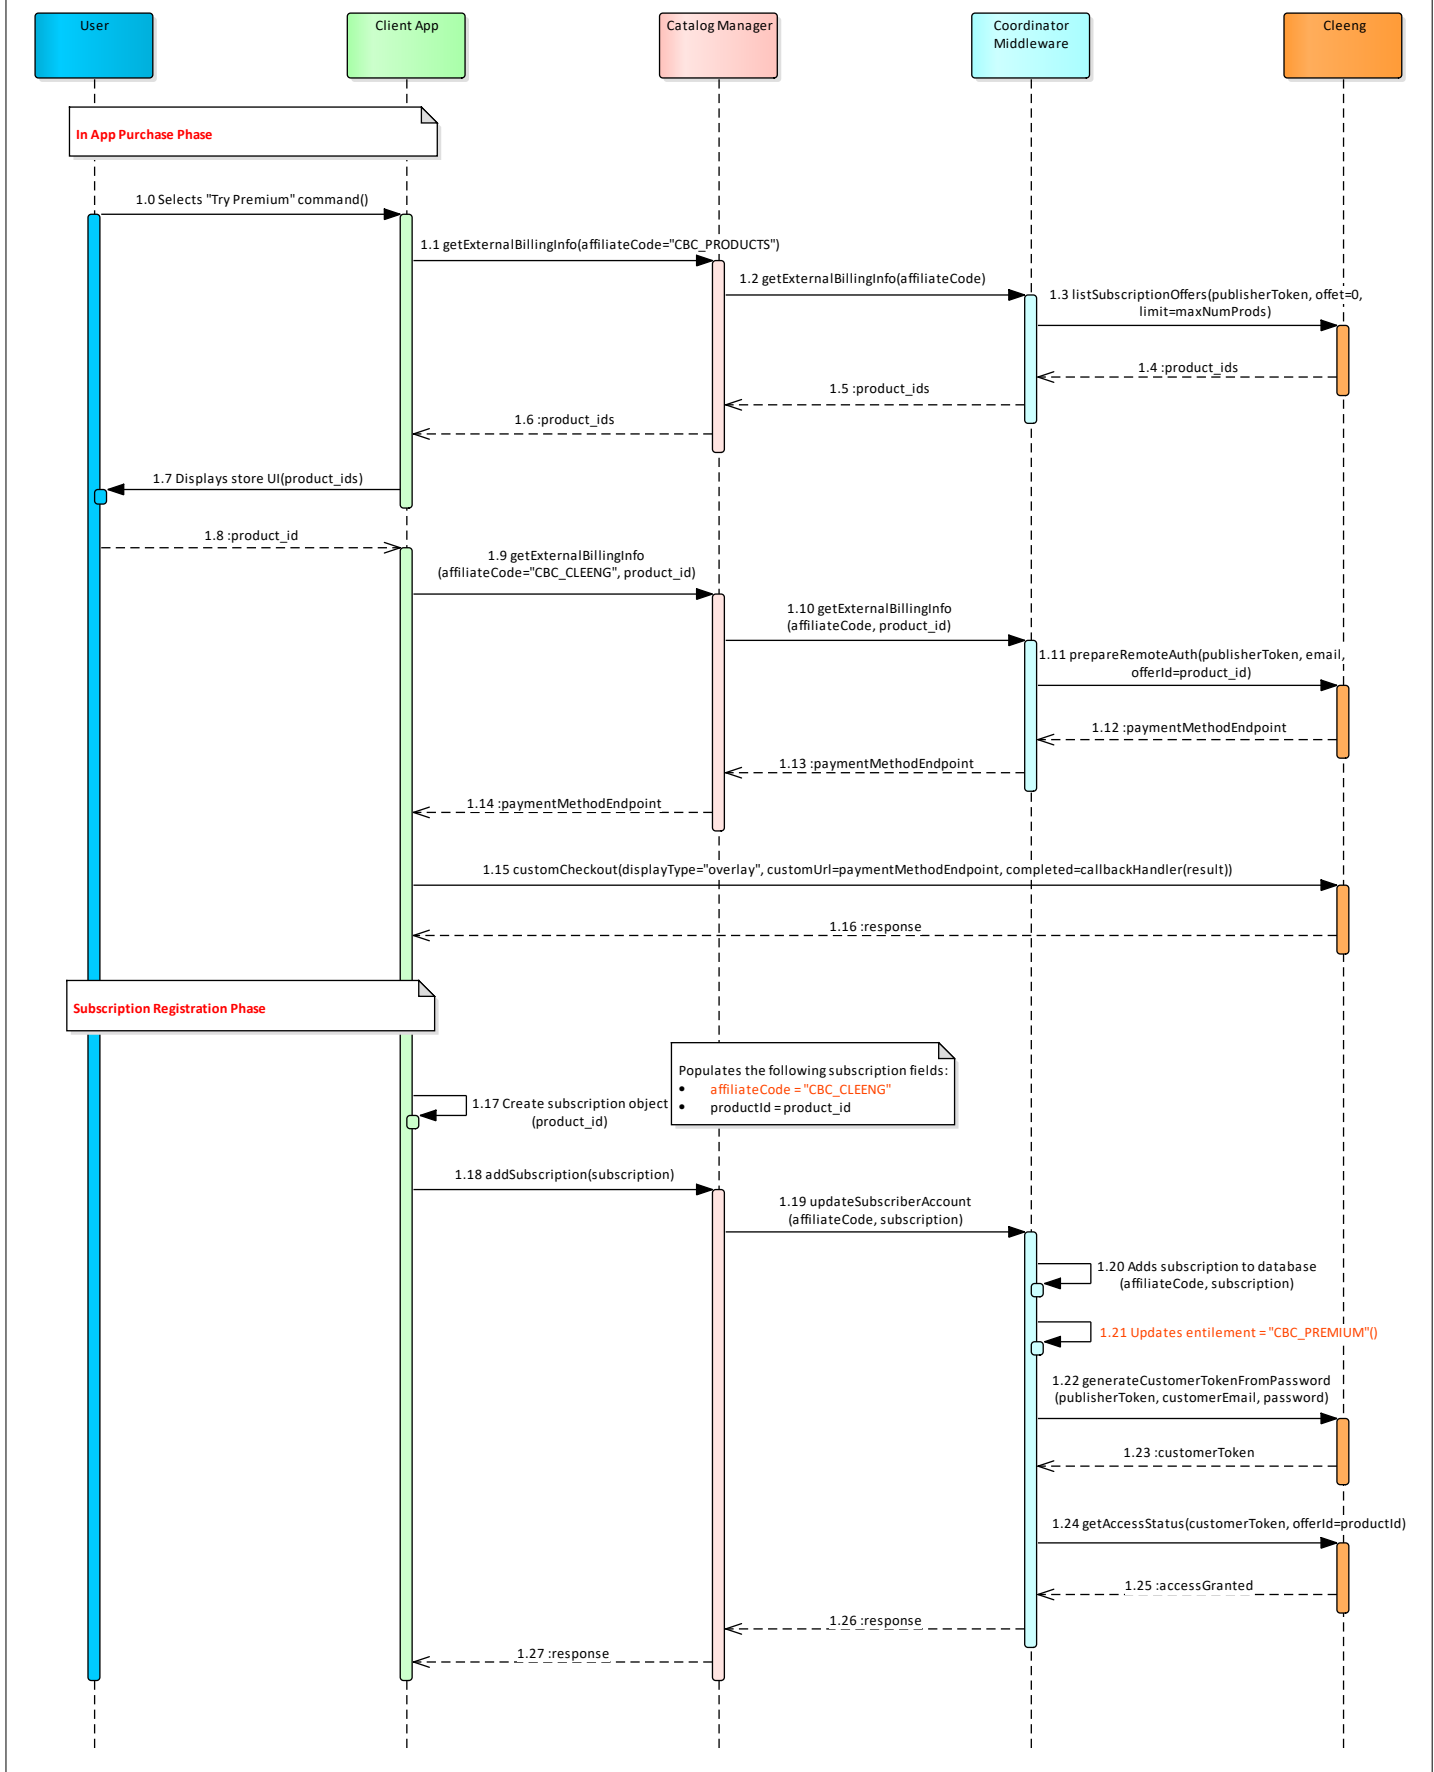 User
Client App
Catalog Manager
Coordinator
Middleware
Cleeng
In App Purchase Phase
1.0 Selects "Try Premium" command()
1.1 getExternalBillingInfo(affiliateCode="CBC_PRODUCTS")
1.2 getExternalBillingInfo(affiliateCode)
1.3 listSubscriptionOffers(publisherToken, offet=0,
limit=maxNumProds)
1.4 :product_ids
1.5 :product_ids
1.6 :product_ids
1.7 Displays store UI(product_ids)
1.8 :product_id
1.9 getExternalBillingInfo
(affiliateCode="CBC_CLEENG", product_id)
1.10 getExternalBillingInfo
(affiliateCode, product_id)
1.11 prepareRemoteAuth(publisherToken, email,
offerId=product_id)
1.12 :paymentMethodEndpoint
1.13 :paymentMethodEndpoint
1.14 :paymentMethodEndpoint
1.15 customCheckout(displayType="overlay", customUrl=paymentMethodEndpoint, completed=callbackHandler(result))
1.16 :response
Subscription Registration Phase
Populates the following subscription fields:
• affiliateCode = "CBC_CLEENG"
• productId = product_id
1.17 Create subscription object
(product_id)
1.18 addSubscription(subscription)
1.19 updateSubscriberAccount
(affiliateCode, subscription)
1.20 Adds subscription to database
(affiliateCode, subscription)
1.21 Updates entilement = "CBC_PREMIUM"()
1.22 generateCustomerTokenFromPassword
(publisherToken, customerEmail, password)
1.23 :customerToken
1.24 getAccessStatus(customerToken, offerId=productId)
1.25 :accessGranted
1.26 :response
1.27 :response